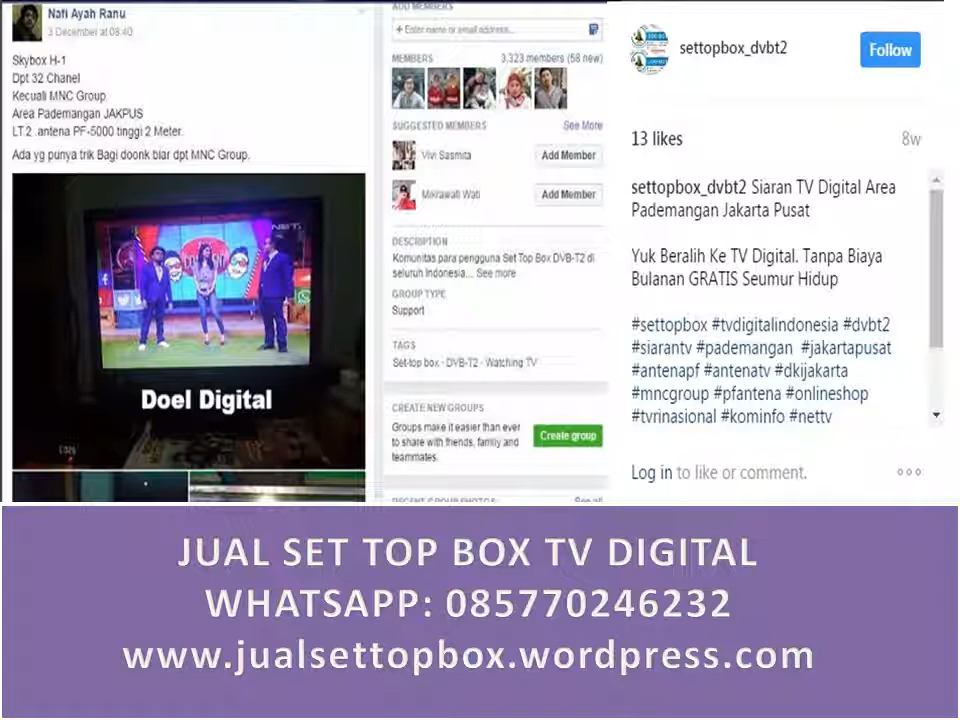 Nafi Ayah Ranu
3 December at 08:40
Skybox H-1
Dpt 32 Chanel
Kecuali MNC Group
Area Pademangan JAKPUS
LT.2 .antena PF-5000 tinggi 2 Meter.
Ada yg punya trik Bagi doonk biar dpt MNC Group.
Doel Digital
ADD MEMBERS
+ Enter name or email address...
MEMBERS 3,323 members (58 new)
SUGGESTED MEMBERS See More
Vivi Sasmita Add Member
Mikrawati Wati Add Member
DESCRIPTION
Komunitas para pengguna Set Top Box DVB-T2 di
seluruh Indonesia... See more
GROUP TYPE
Support
TAGS
Set-top box · DVB-T2 · Watching TV
CREATE NEW GROUPS
Groups make it easier than ever
to share with friends, family and
teammates.
Create group
RECENT GROUP PHOTOS See all
settopbox_dvbt2 Follow
13 likes 8w
settopbox_dvbt2 Siaran TV Digital Area
Pademangan Jakarta Pusat
Yuk Beralih Ke TV Digital. Tanpa Biaya
Bulanan GRATIS Seumur Hidup
#settopbox #tvdigitalindonesia #dvbt2
#siarantv #pademangan #jakartapusat
#antenapf #antenatv #dkijakarta
#mncgroup #pfantena #onlineshop
#tvrinasional #kominfo #nettv
Log in to like or comment.
JUAL SET TOP BOX TV DIGITAL
WHATSAPP: 085770246232
www.jualsettopbox.wordpress.com